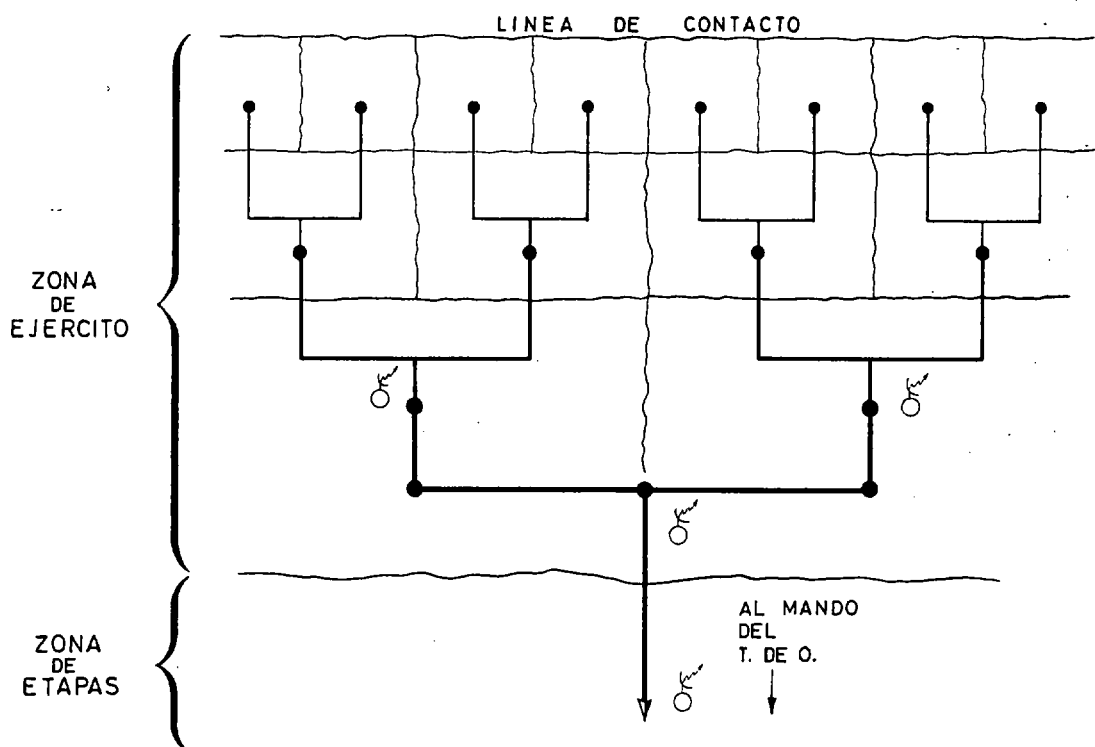 LINEA DE CONTACTO
ZONA
DE
EJERCITO
AL MANDO
DEL
T. DE O.
ZONA
DE
ETAPAS